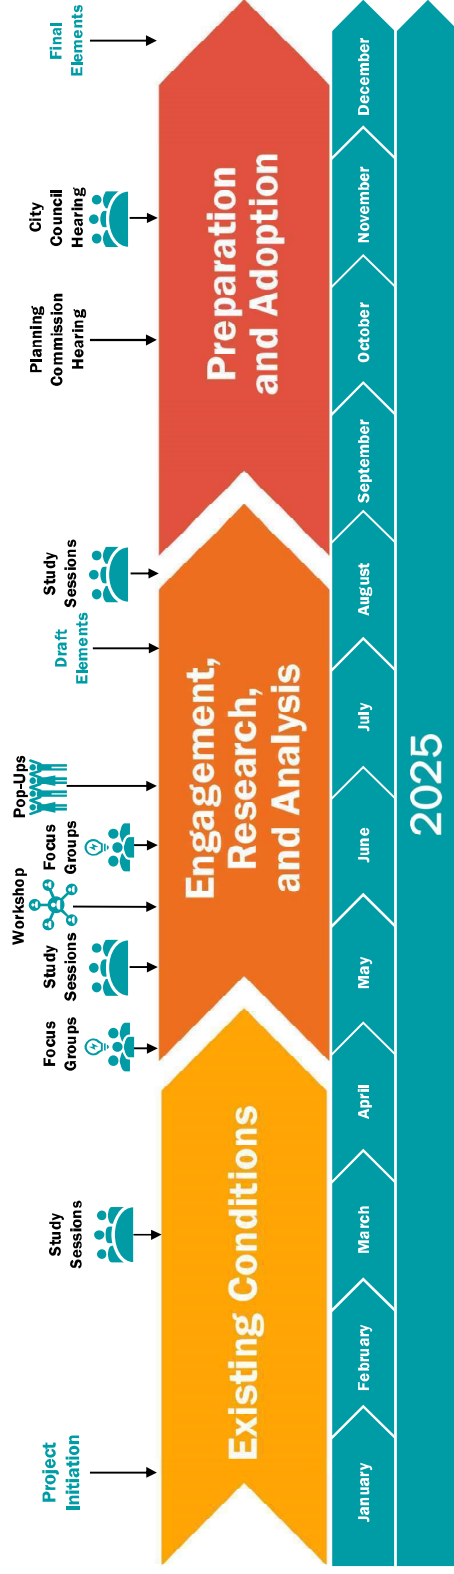 Project
Initiation
Study
Sessions
Focus
Groups
Study
Sessions
Workshop
Focus
Groups
Pop-Ups
Draft
Elements
Study
Sessions
Planning
Commission
Hearing
City
Council
Hearing
Final
Elements
Existing Conditions
Engagement,
Research,
and Analysis
Preparation
and Adoption
January
February
March
April
May
June
July
August
September
October
November
December
2025